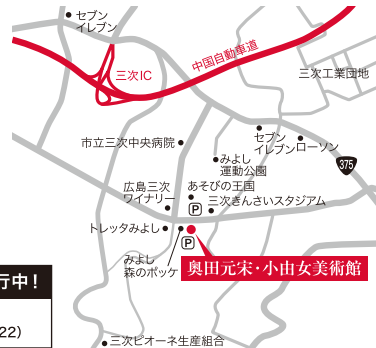 セブン
イレブン
中国自動車道
三次IC
三次工業団地
セブン
イレブン
ローソン
市立三次中央病院
みよし
運動公園
375
広島三次
ワイナリー
あそびの王国
P
三次きんさいスタジアム
トレッタみよし
P
みよし
森のポッケ
奥田元宋・小由女美術館
行中！
22）
三次ピオーネ生産組合